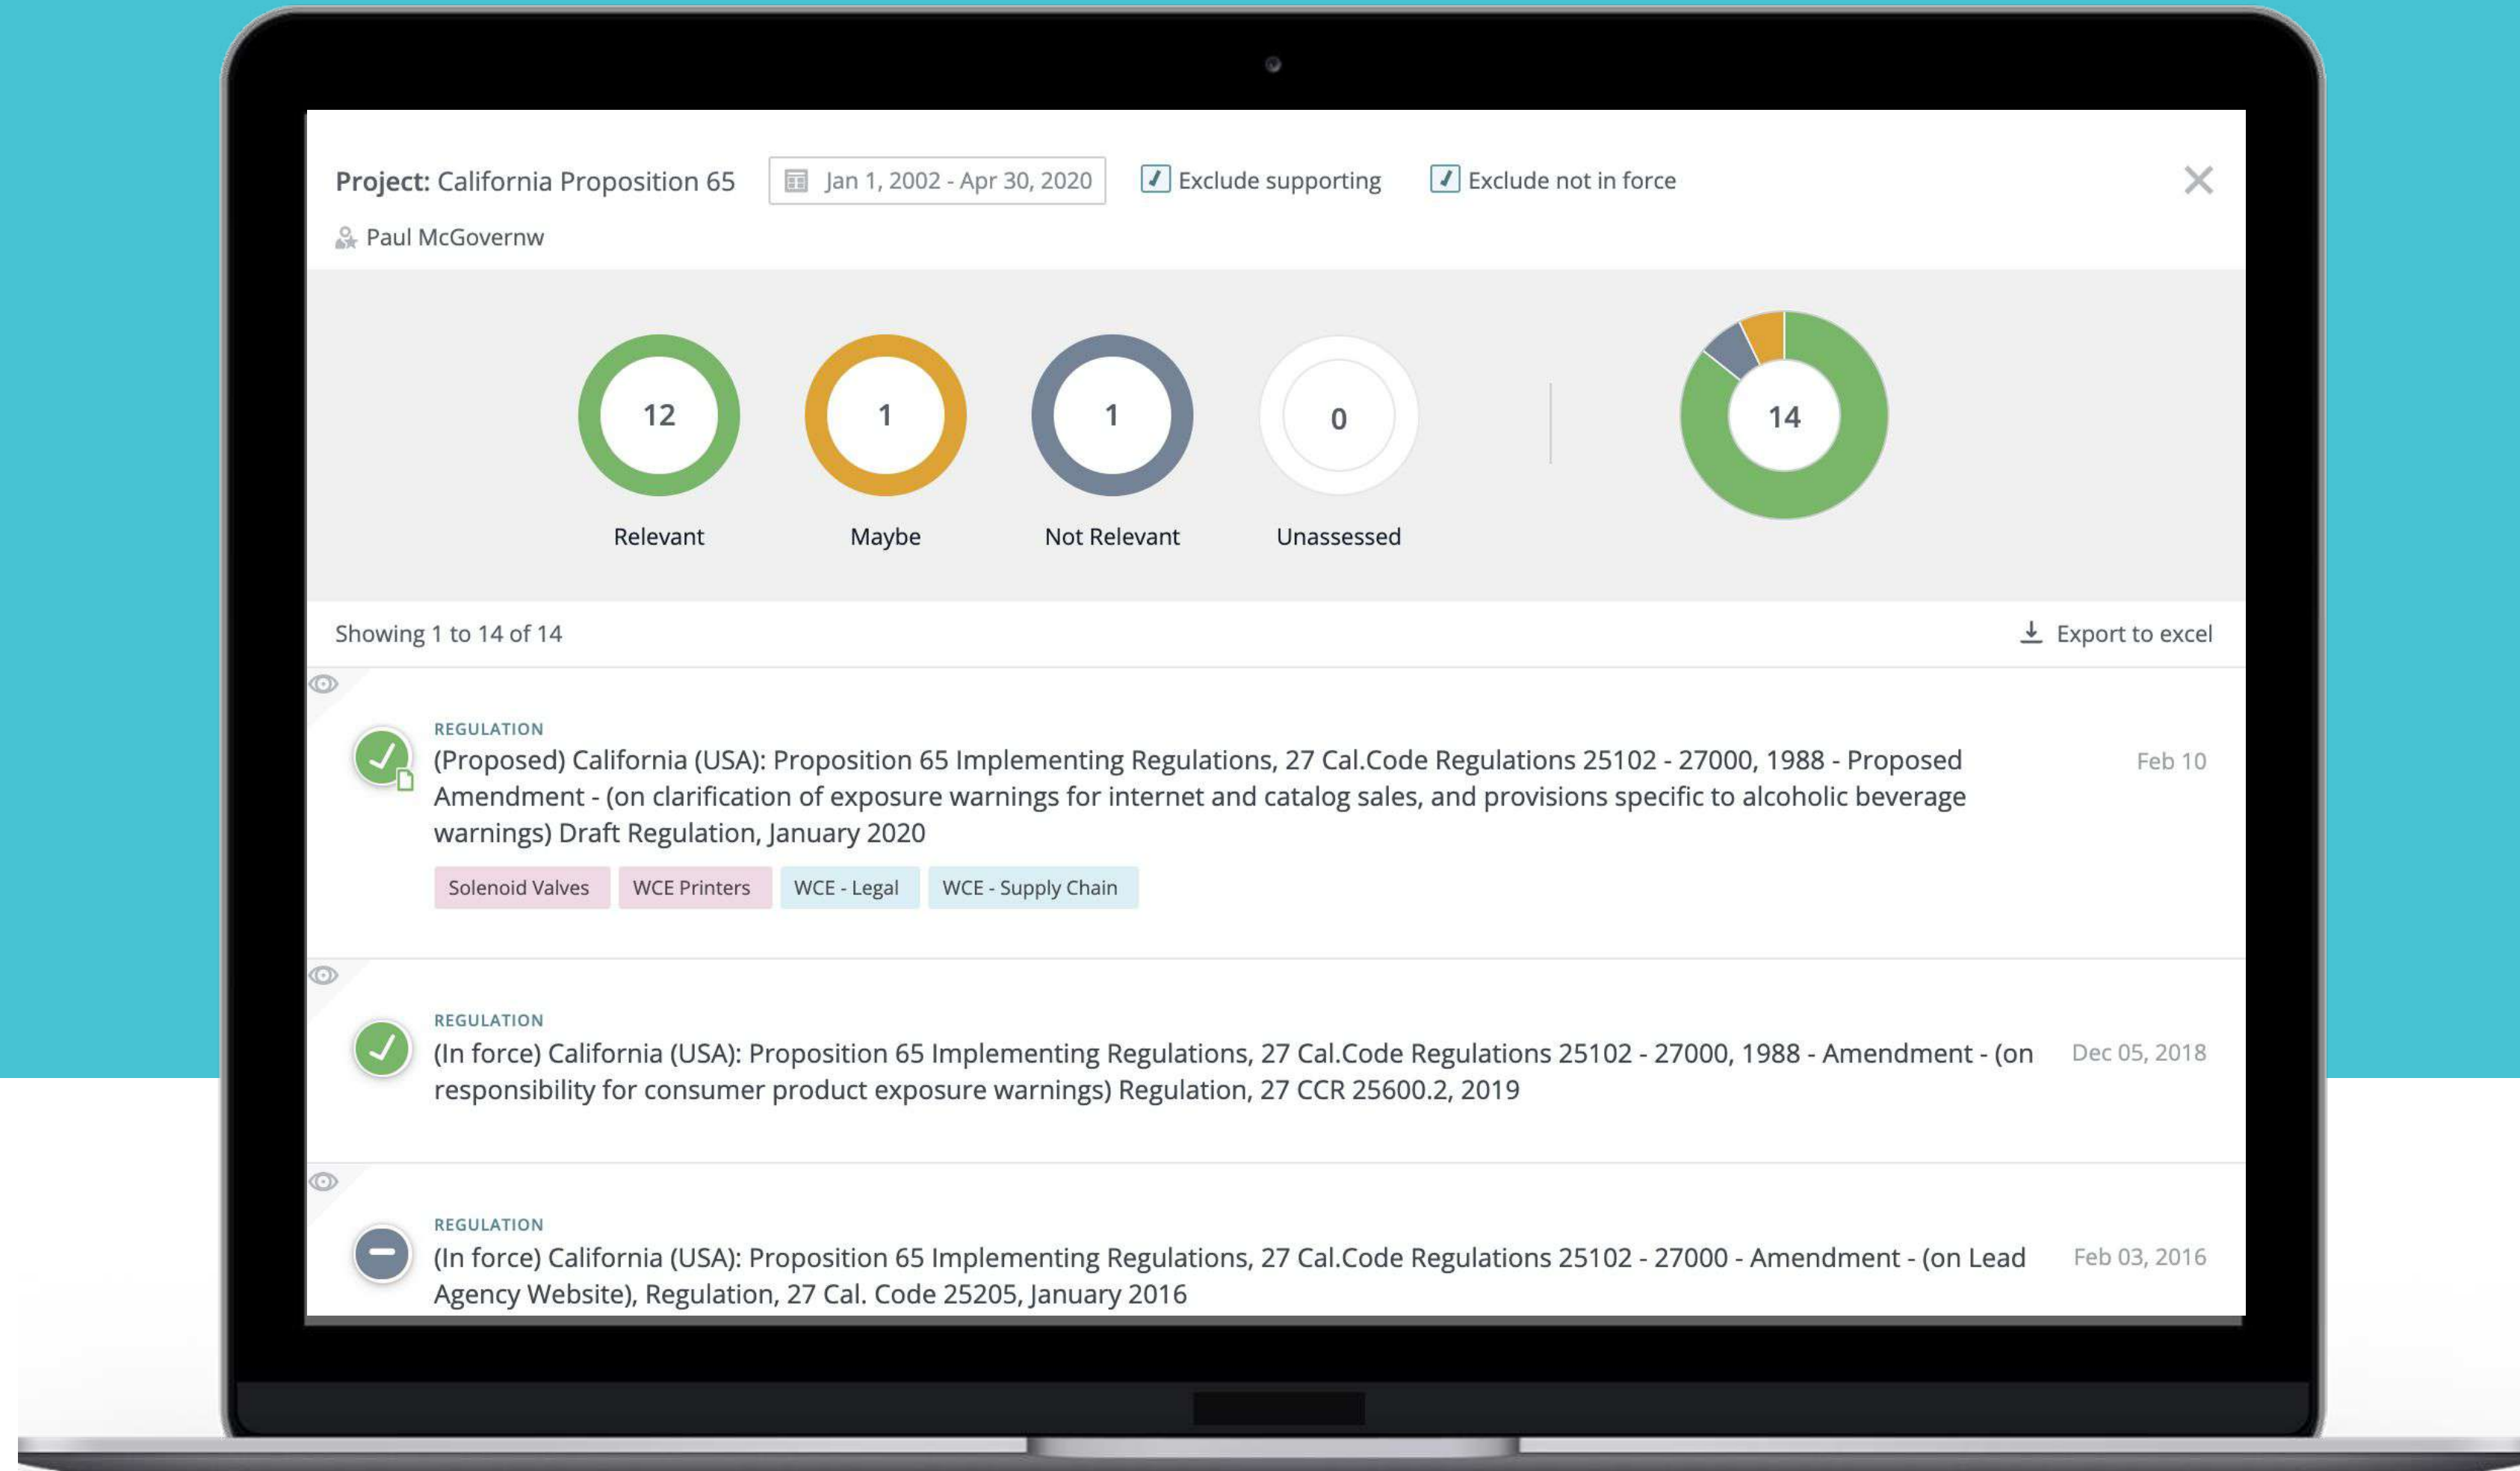 Project: California Proposition 65
Jan 1, 2002 - Apr 30, 2020
Exclude supporting
Exclude not in force
Paul McGovernw
12
1
1
0
14
Relevant
Maybe
Not Relevant
Unassessed
Showing 1 to 14 of 14
Export to excel
REGULATION
(Proposed) California (USA): Proposition 65 Implementing Regulations, 27 Cal.Code Regulations 25102 - 27000, 1988 - Proposed
Feb 10
Amendment - (on clarification of exposure warnings for internet and catalog sales, and provisions specific to alcoholic beverage
warnings) Draft Regulation, January 2020
Solenoid Valves
WCE Printers
WCE - Legal
WCE - Supply Chain
REGULATION
(In force) California (USA): Proposition 65 Implementing Regulations, 27 Cal.Code Regulations 25102 - 27000, 1988 - Amendment - (on
Dec 05, 2018
responsibility for consumer product exposure warnings) Regulation, 27 CCR 25600.2, 2019
REGULATION
(In force) California (USA): Proposition 65 Implementing Regulations, 27 Cal.Code Regulations 25102 - 27000 - Amendment - (on Lead
Feb 03, 2016
Agency Website), Regulation, 27 Cal. Code 25205, January 2016